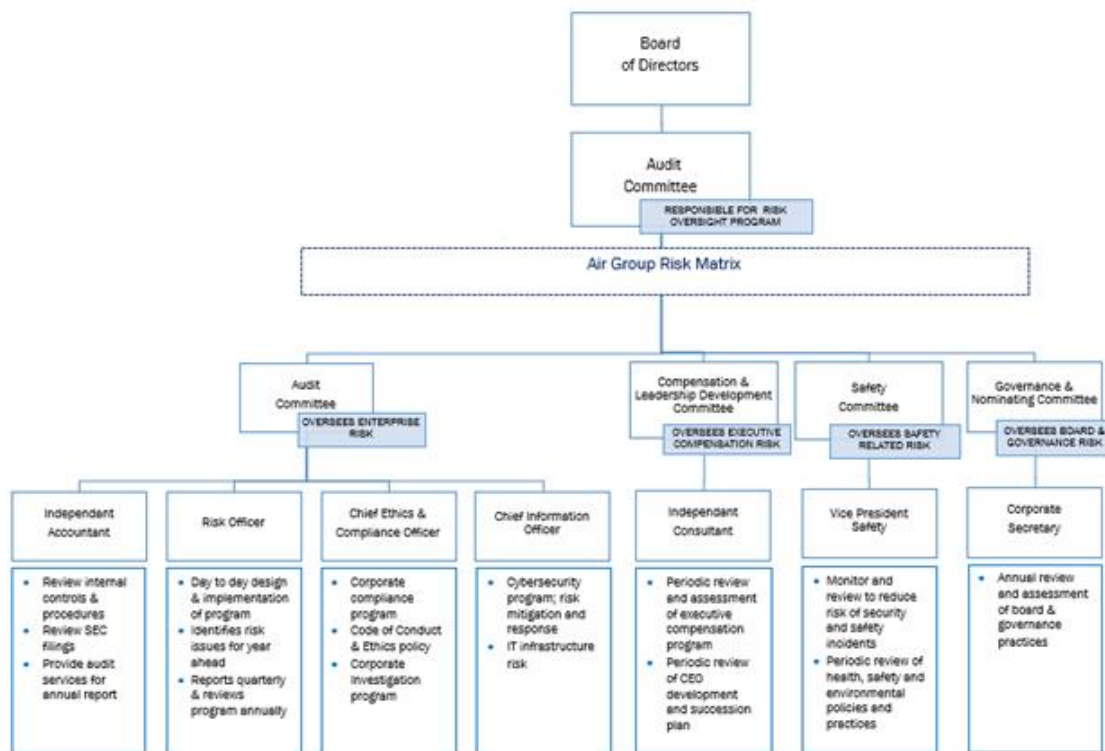 Board
of Directors
Audit
Committee
RESPONSIBLE FOR RISK
OVERSIGHT PROGRAM
Air Group Risk Matrix
Audit
Committee
OVERSEES ENTERPRISE
RISK
Compensation &
Leadership Development
Committee
OVERSEES EXECUTIVE
COMPENSATION RISK
Safety
Committee
OVERSEES SAFETY
RELATED RISK
Governance &
Nominating Committee
OVERSEES BOARD &
GOVERNANCE RISK
Independant
Accountant
Risk Officer
Chief Ethics &
Compliance Officer
Chief Information
Officer
Independant
Consultant
Vice President
Safety
Corporate
Secretary
• Review internal
controls &
procedures
• Review SEC
filings
• Provide audit
services for
annual report
• Day to day design
& implementation
of program
• Identifies risk
issues for year
ahead
• Reports quarterly
& reviews
program annually
• Corporate
compliance
program
• Code of Conduct
& Ethics policy
• Corporate
Investigation
program
• Cybersecurity
program; risk
mitigation and
response
• IT infrastructure
risk
• Periodic review
and assessment
of executive
compensation
program
• Periodic review
of CEO
development
and succession
plan
• Monitor and
review to reduce
risk of security
and safety
incidents
• Periodic review of
health, safety and
environmental
policies and
practices
• Annual review
and assessment
of board &
governance
practices